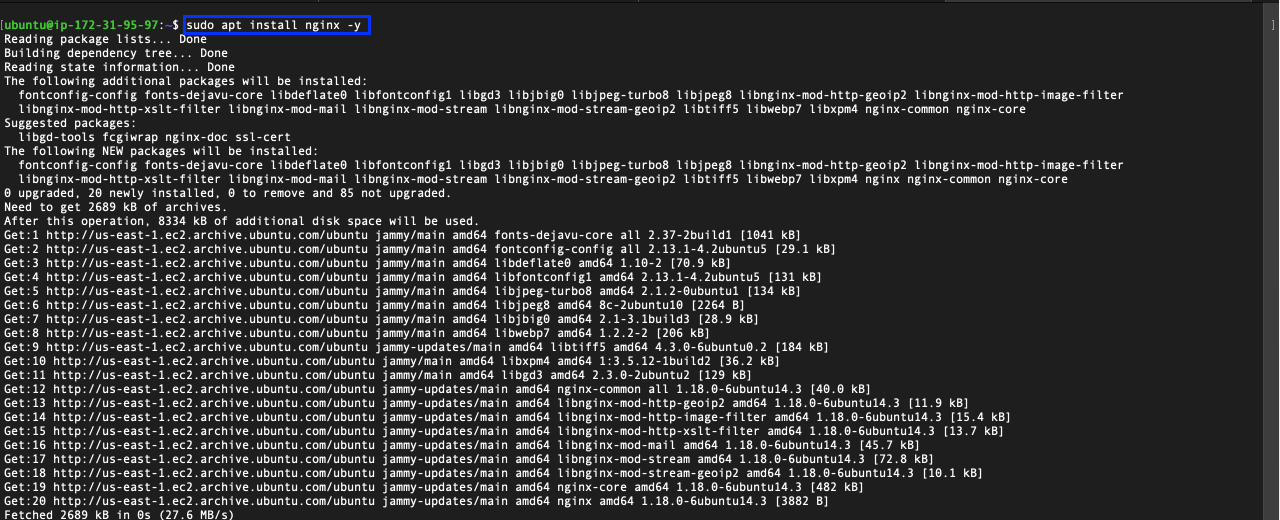 [ubuntu@ip-172-31-95-97:~$ sudo apt install nginx -y ]
Reading package lists... Done
Building dependency tree... Done
Reading state information... Done
The following additional packages will be installed:
  fontconfig-config fonts-dejavu-core libdeflate0 libfontconfig1 libgd3 libjbig0 libjpeg-turbo8 libjpeg8 libnginx-mod-http-geoip2 libnginx-mod-http-image-filter
  libnginx-mod-http-xslt-filter libnginx-mod-mail libnginx-mod-stream libnginx-mod-stream-geoip2 libtiff5 libwebp7 libxpm4 nginx-common nginx-core
Suggested packages:
  libgd-tools fcgiwrap nginx-doc ssl-cert
The following NEW packages will be installed:
  fontconfig-config fonts-dejavu-core libdeflate0 libfontconfig1 libgd3 libjbig0 libjpeg-turbo8 libjpeg8 libnginx-mod-http-geoip2 libnginx-mod-http-image-filter
  libnginx-mod-http-xslt-filter libnginx-mod-mail libnginx-mod-stream libnginx-mod-stream-geoip2 libtiff5 libwebp7 libxpm4 nginx nginx-common nginx-core
0 upgraded, 20 newly installed, 0 to remove and 85 not upgraded.
Need to get 2689 kB of archives.
After this operation, 8334 kB of additional disk space will be used.
Get:1 http://us-east-1.ec2.archive.ubuntu.com/ubuntu jammy/main amd64 fonts-dejavu-core all 2.37-2build1 [1041 kB]
Get:2 http://us-east-1.ec2.archive.ubuntu.com/ubuntu jammy/main amd64 fontconfig-config all 2.13.1-4.2ubuntu5 [29.1 kB]
Get:3 http://us-east-1.ec2.archive.ubuntu.com/ubuntu jammy/main amd64 libdeflate0 amd64 1.10-2 [70.9 kB]
Get:4 http://us-east-1.ec2.archive.ubuntu.com/ubuntu jammy/main amd64 libfontconfig1 amd64 2.13.1-4.2ubuntu5 [131 kB]
Get:5 http://us-east-1.ec2.archive.ubuntu.com/ubuntu jammy/main amd64 libjpeg-turbo8 amd64 2.1.2-0ubuntu1 [134 kB]
Get:6 http://us-east-1.ec2.archive.ubuntu.com/ubuntu jammy/main amd64 libjpeg8 amd64 8c-2ubuntu10 [2264 B]
Get:7 http://us-east-1.ec2.archive.ubuntu.com/ubuntu jammy/main amd64 libjbig0 amd64 2.1-3.1build3 [28.9 kB]
Get:8 http://us-east-1.ec2.archive.ubuntu.com/ubuntu jammy/main amd64 libwebp7 amd64 1.2.2-2 [206 kB]
Get:9 http://us-east-1.ec2.archive.ubuntu.com/ubuntu jammy-updates/main amd64 libtiff5 amd64 4.3.0-6ubuntu0.2 [184 kB]
Get:10 http://us-east-1.ec2.archive.ubuntu.com/ubuntu jammy/main amd64 libxpm4 amd64 1:3.5.12-1build2 [36.2 kB]
Get:11 http://us-east-1.ec2.archive.ubuntu.com/ubuntu jammy/main amd64 libgd3 amd64 2.3.0-2ubuntu2 [129 kB]
Get:12 http://us-east-1.ec2.archive.ubuntu.com/ubuntu jammy-updates/main amd64 nginx-common all 1.18.0-6ubuntu14.3 [40.0 kB]
Get:13 http://us-east-1.ec2.archive.ubuntu.com/ubuntu jammy-updates/main amd64 libnginx-mod-http-geoip2 amd64 1.18.0-6ubuntu14.3 [11.9 kB]
Get:14 http://us-east-1.ec2.archive.ubuntu.com/ubuntu jammy-updates/main amd64 libnginx-mod-http-image-filter amd64 1.18.0-6ubuntu14.3 [15.4 kB]
Get:15 http://us-east-1.ec2.archive.ubuntu.com/ubuntu jammy-updates/main amd64 libnginx-mod-http-xslt-filter amd64 1.18.0-6ubuntu14.3 [13.7 kB]
Get:16 http://us-east-1.ec2.archive.ubuntu.com/ubuntu jammy-updates/main amd64 libnginx-mod-mail amd64 1.18.0-6ubuntu14.3 [45.7 kB]
Get:17 http://us-east-1.ec2.archive.ubuntu.com/ubuntu jammy-updates/main amd64 libnginx-mod-stream amd64 1.18.0-6ubuntu14.3 [72.8 kB]
Get:18 http://us-east-1.ec2.archive.ubuntu.com/ubuntu jammy-updates/main amd64 libnginx-mod-stream-geoip2 amd64 1.18.0-6ubuntu14.3 [10.1 kB]
Get:19 http://us-east-1.ec2.archive.ubuntu.com/ubuntu jammy-updates/main amd64 nginx-core amd64 1.18.0-6ubuntu14.3 [482 kB]
Get:20 http://us-east-1.ec2.archive.ubuntu.com/ubuntu jammy-updates/main amd64 nginx amd64 1.18.0-6ubuntu14.3 [3882 B]
Fetched 2689 kB in 0s (27.6 MB/s)